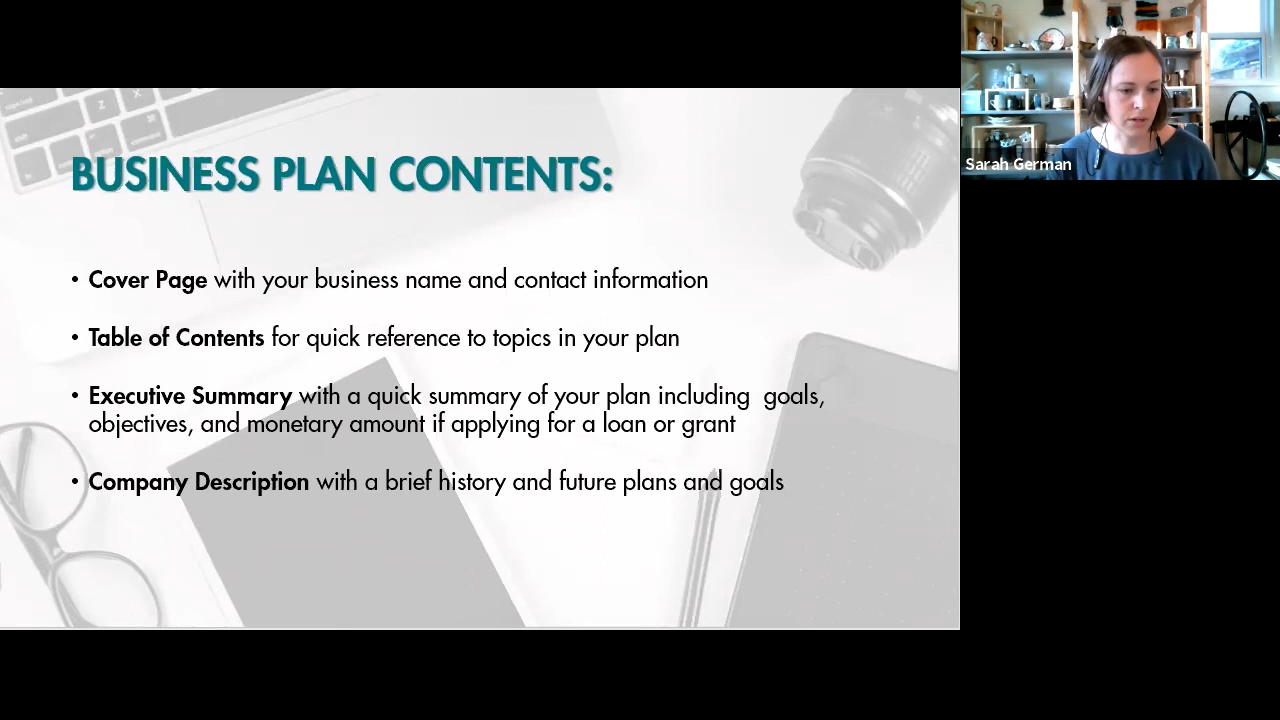 BUSINESS PLAN CONTENTS:
• Cover Page with your business name and contact information
• Table of Contents for quick reference to topics in your plan
• Executive Summary with a quick summary of your plan including  goals,
objectives, and monetary amount if applying for a loan or grant
• Company Description with a brief history and future plans and goals
Sarah German